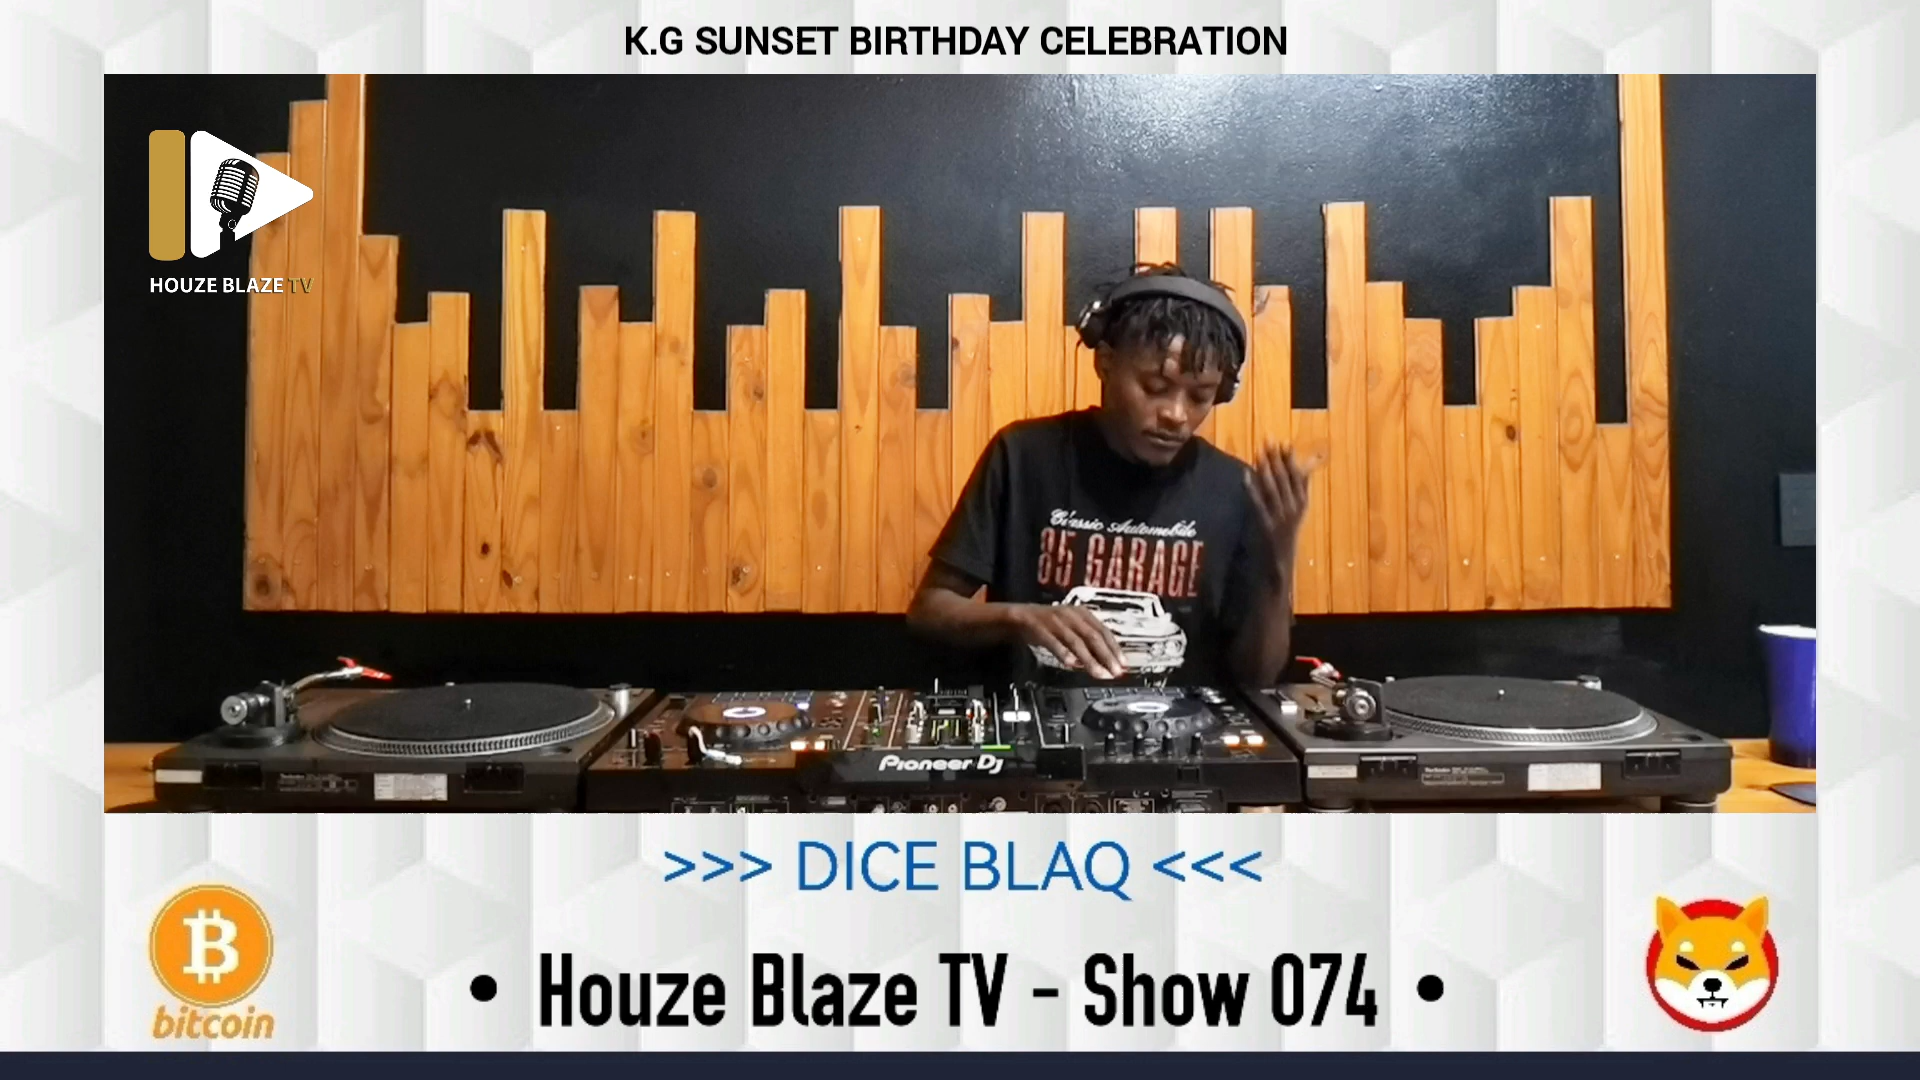 K.G SUNSET BIRTHDAY CELEBRATION
HOUZE BLAZE TV
Classic Automobile
85 GARAGE
Pioneer Dj
>>> DICE BLAQ <<<
bitcoin
• Houze Blaze TV - Show 074 •